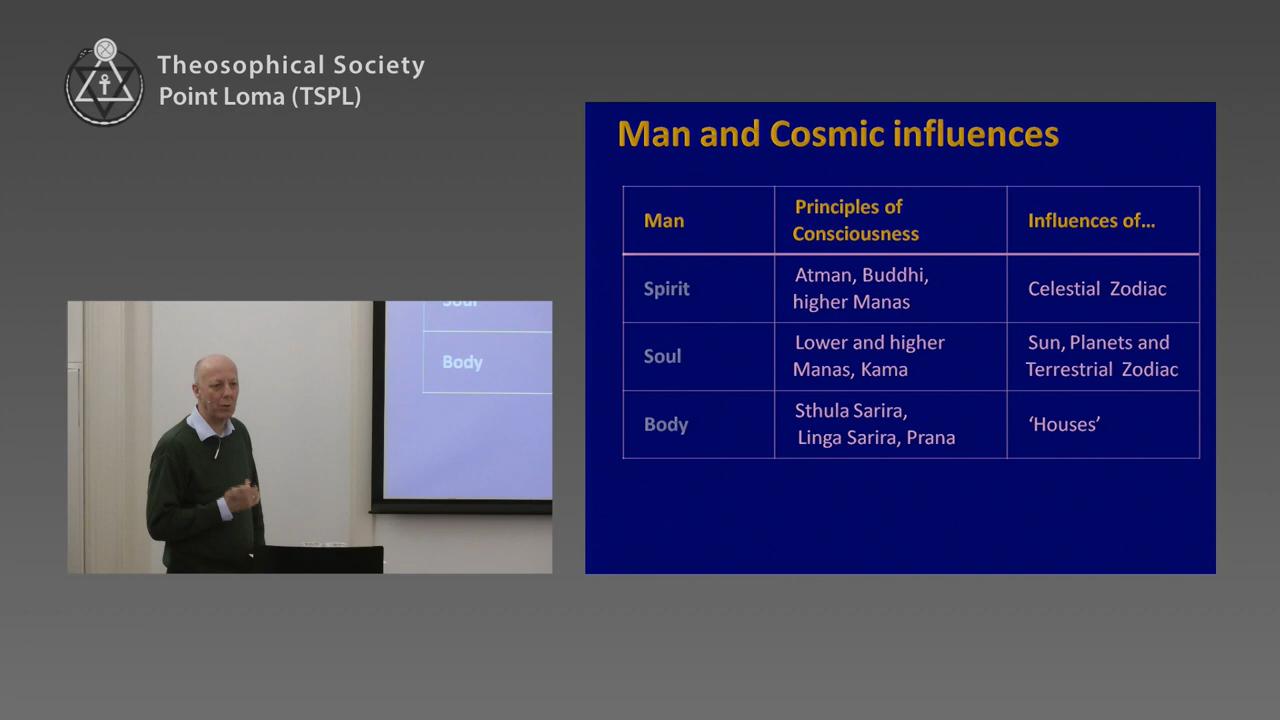 Theosophical Society
Point Loma (TSPL)
Man and Cosmic influences
Man
Principles of
Consciousness
Influences of...
Spirit
Atman, Buddhi,
higher Manas
Celestial Zodiac
Soul
Lower and higher
Manas, Kama
Sun, Planets and
Terrestrial Zodiac
Body
Sthula Sarira,
Linga Sarira, Prana
‘Houses’
Soul
Body